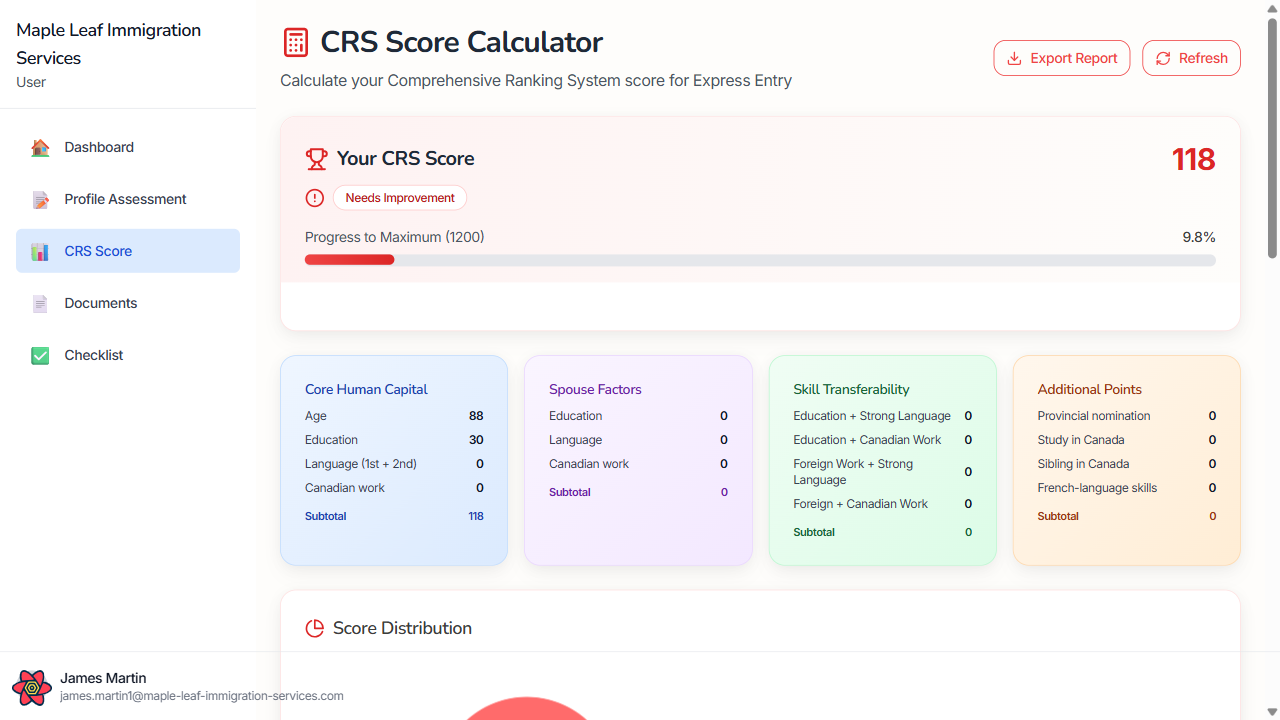 Maple Leaf Immigration
Services
User
Dashboard
Profile Assessment
CRS Score
Documents
Checklist
James Martin
james.martin1@maple-leaf-immigration-services.com
CRS Score Calculator
Calculate your Comprehensive Ranking System score for Express Entry
Export Report
Refresh
Your CRS Score
118
Needs Improvement
Progress to Maximum (1200)
9.8%
Core Human Capital
Age 88
Education 30
Language (1st + 2nd) 0
Canadian work 0
Subtotal 118
Spouse Factors
Education 0
Language 0
Canadian work 0
Subtotal 0
Skill Transferability
Education + Strong Language 0
Education + Canadian Work 0
Foreign Work + Strong
Language 0
Foreign + Canadian Work 0
Subtotal 0
Additional Points
Provincial nomination 0
Study in Canada 0
Sibling in Canada 0
French-language skills 0
Subtotal 0
Score Distribution